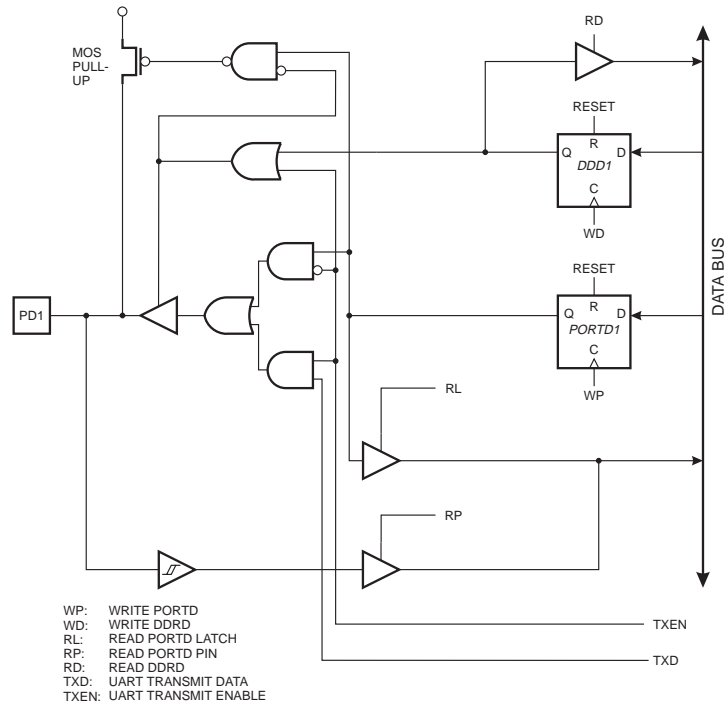 RD
MOS
PULL-
UP
RESET
R
Q
D
DDD1
C
WD
RESET
R
Q
D
PORTD1
C
WP
DATA BUS
PD1
RL
RP
TXEN
TXD
WP: WRITE PORTD
WD: WRITE DDRD
RL: READ PORTD LATCH
RP: READ PORTD PIN
RD: READ DDRD
TXD: UART TRANSMIT DATA
TXEN: UART TRANSMIT ENABLE